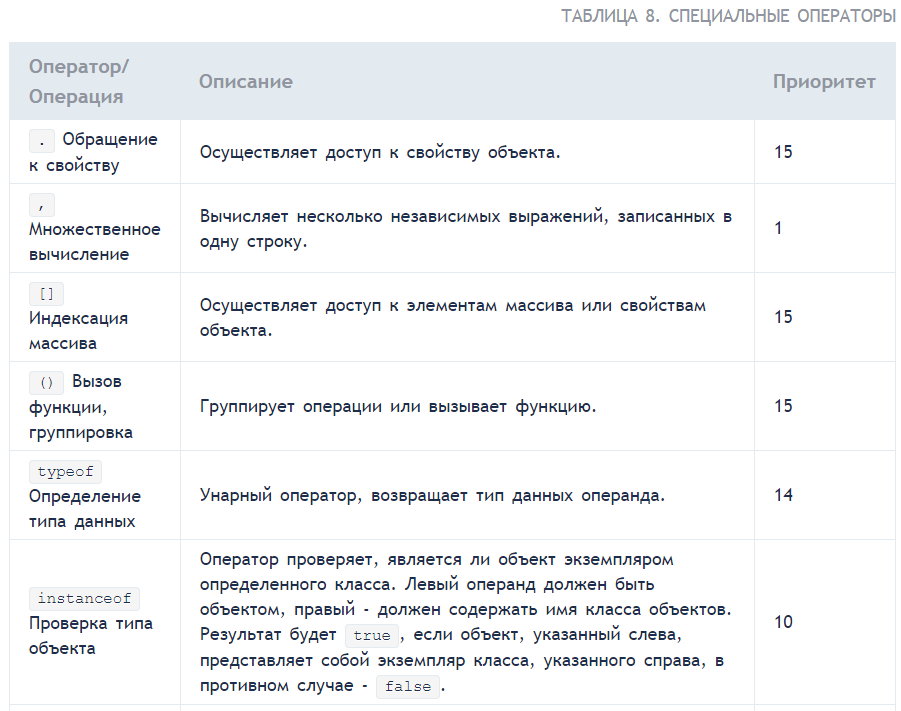 ТАБЛИЦА 8. СПЕЦИАЛЬНЫЕ ОПЕРАТОРЫ
Оператор/
Операция
Описание
Приоритет
. Обращение
к свойству
Осуществляет доступ к свойству объекта.
15
,
Множественное
вычисление
Вычисляет несколько независимых выражений, записанных в
одну строку.
1
[]
Индексация
массива
Осуществляет доступ к элементам массива или свойствам
объекта.
15
() Вызов
функции,
группировка
Группирует операции или вызывает функцию.
15
typeof
Определение
типа данных
Унарный оператор, возвращает тип данных операнда.
14
instanceof
Проверка типа
объекта
Оператор проверяет, является ли объект экземпляром
определенного класса. Левый операнд должен быть
объектом, правый - должен содержать имя класса объектов.
Результат будет true, если объект, указанный слева,
представляет собой экземпляр класса, указанного справа, в
противном случае - false.
10